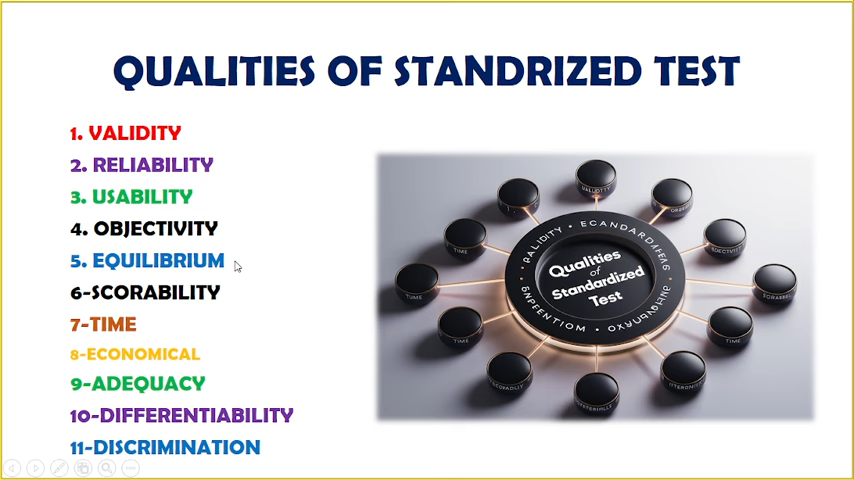 QUALITIES OF STANDRIZED TEST
1. VALIDITY
2. RELIABILITY
3. USABILITY
4. OBJECTIVITY
5. EQUILIBRIUM
6-SCORABILITY
7-TIME
8-ECONOMICAL
9-ADEQUACY
10-DIFFERENTIABILITY
11-DISCRIMINATION
Qualities
of
Standardized
Test
TIME
TIME